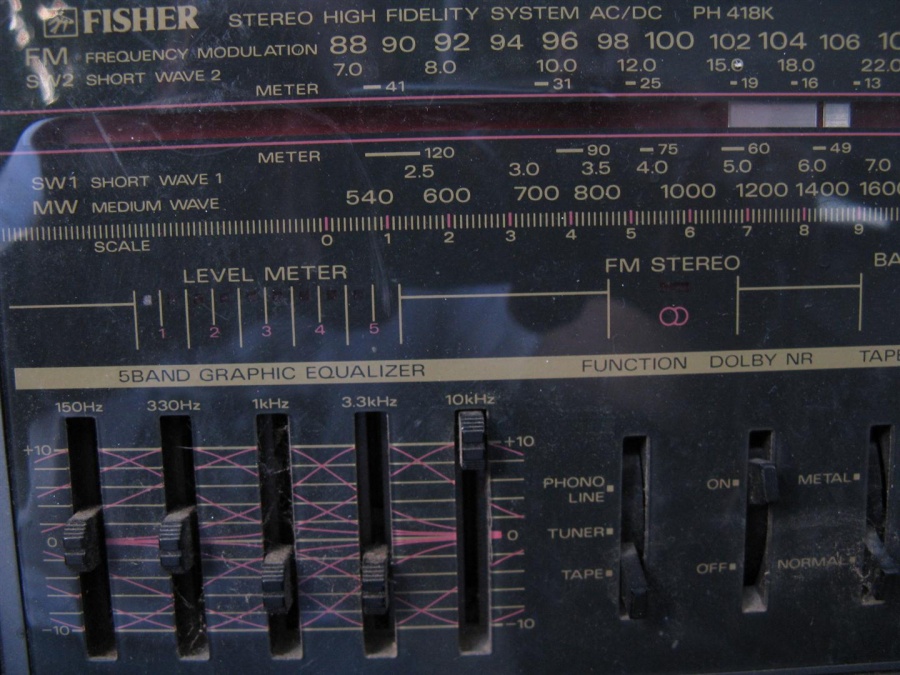 FISHER STEREO HIGH FIDELITY SYSTEM AC/DC PH 418K
FM FREQUENCY MODULATION 88 90 92 94 96 98 100 102 104 106
SW2 SHORT WAVE 2 7.0 8.0 10.0 12.0 15.0 18.0 22.0
METER 41 31 25 19 16 13
METER 120 90 75 60 49
SW1 SHORT WAVE 1 2.5 3.0 3.5 4.0 5.0 6.0 7.0
MW MEDIUM WAVE 540 600 700 800 1000 1200 1400 1600
SCALE 0 1 2 3 4 5 6 7 8 9
LEVEL METER FM STEREO
1 2 3 4 5
5BAND GRAPHIC EQUALIZER FUNCTION DOLBY NR
150Hz 330Hz 1kHz 3.3kHz 10kHz
+10 +10
PHONO LINE ON METAL
0 0 TUNER
TAPE OFF NORMAL
-10 -10